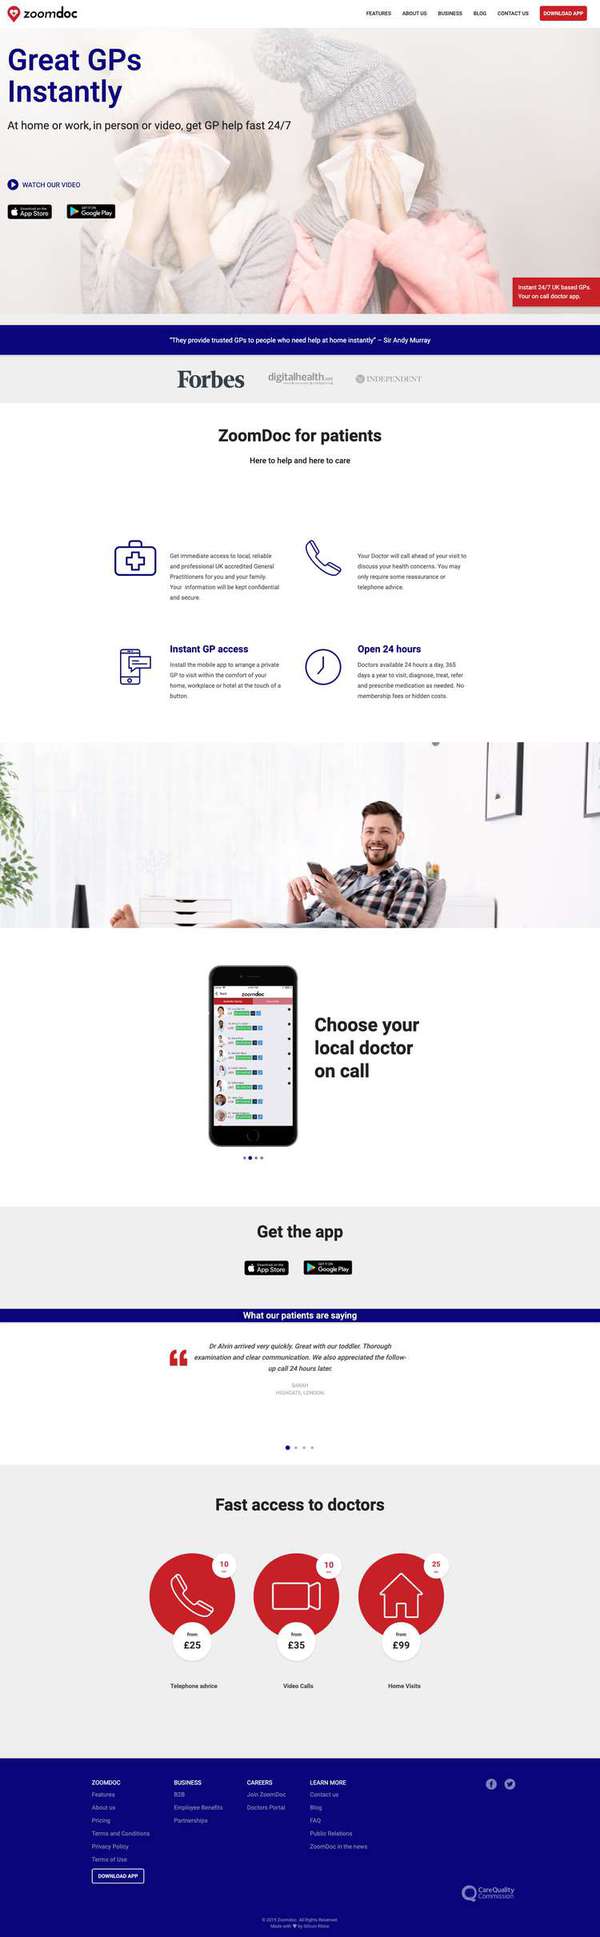 zoomdoc
FEATURES ABOUT US BUSINESS BLOG CONTACT US DOWNLOAD APP
Great GPs
Instantly
At home or work, in person or video, get GP help fast 24/7
WATCH OUR VIDEO
Download on the
App Store
GET IT ON
Google Play
Instant 24/7 UK based GPs.
Your on call doctor app.
"They provide trusted GPs to people who need help at home instantly" – Sir Andy Murray
Forbes
digitalhealth.net
INDEPENDENT
ZoomDoc for patients
Here to help and here to care
Get immediate access to local, reliable
and professional UK accredited General
Practitioners for you and your family.
Your information will be kept confidential
and secure.
Your Doctor will call ahead of your visit to
discuss your health concerns. You may
only require some reassurance or
telephone advice.
Instant GP access
Install the mobile app to arrange a private
GP to visit within the comfort of your
home, workplace or hotel at the touch of a
button.
Open 24 hours
Doctors available 24 hours a day, 365
days a year to visit, diagnose, treat, refer
and prescribe medication as needed. No
membership fees or hidden costs.
zoomdoc
Choose your
local doctor
on call
Get the app
Download on the
App Store
GET IT ON
Google Play
What our patients are saying
Dr Alvin arrived very quickly. Great with our toddler. Thorough
examination and clear communication. We also appreciated the follow-
up call 24 hours later.
SARAH
HIGHGATE, LONDON
Fast access to doctors
10
from
£25
Telephone advice
10
from
£35
Video Calls
25
from
£99
Home Visits
ZOOMDOC
Features
About us
Pricing
Terms and Conditions
Privacy Policy
Terms of Use
DOWNLOAD APP
BUSINESS
B2B
Employee Benefits
Partnerships
CAREERS
Join ZoomDoc
Doctors Portal
LEARN MORE
Contact us
Blog
FAQ
Public Relations
ZoomDoc in the news
CareQuality
Commission
© 2019 Zoomdoc. All Rights Reserved
Made with by Silicon Rhino